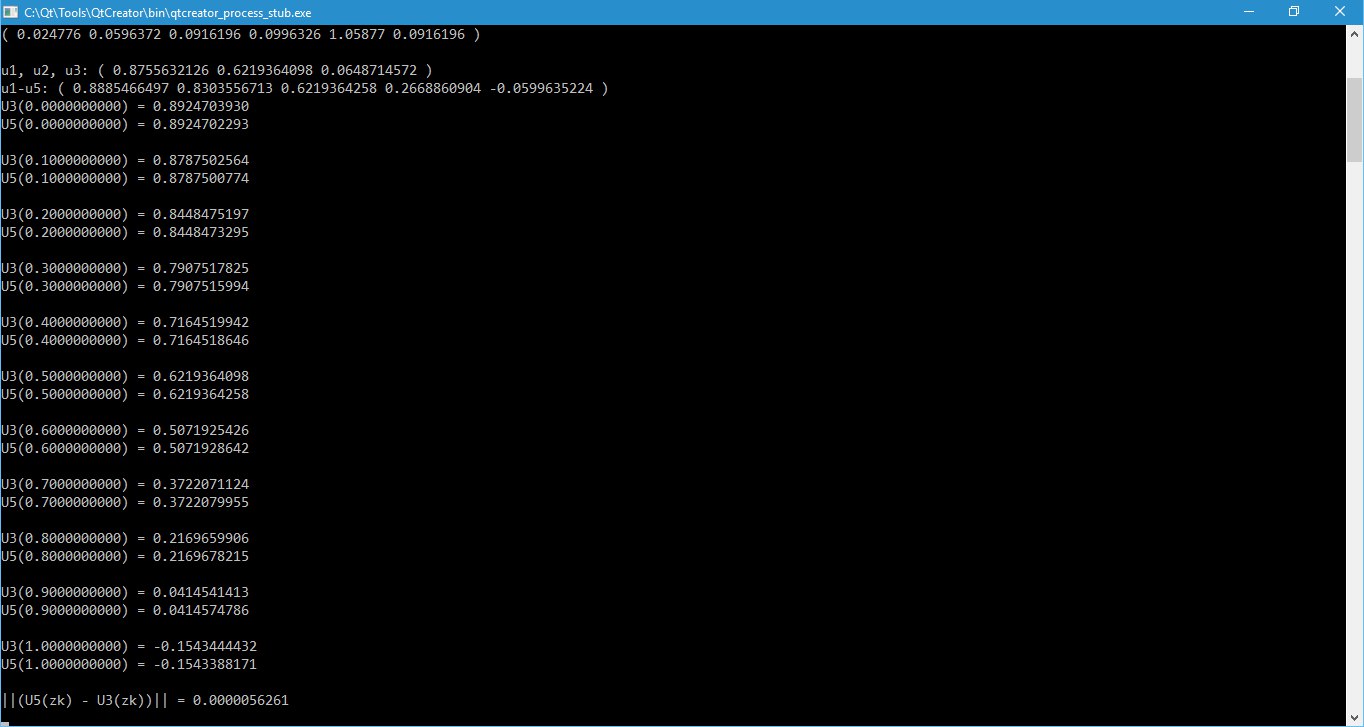 C:\Qt\Tools\QtCreator\bin\qtcreator_process_stub.exe
( 0.024776 0.0596372 0.0916196 0.0996326 1.05877 0.0916196 )
u1, u2, u3: ( 0.8755632126 0.6219364098 0.0648714572 )
u1-u5: ( 0.8885466497 0.8303556713 0.6219364258 0.2668860904 -0.0599635224 )
U3(0.0000000000) = 0.8924703930
U5(0.0000000000) = 0.8924702293
U3(0.1000000000) = 0.8787502564
U5(0.1000000000) = 0.8787500774
U3(0.2000000000) = 0.8448475197
U5(0.2000000000) = 0.8448473295
U3(0.3000000000) = 0.7907517825
U5(0.3000000000) = 0.7907515994
U3(0.4000000000) = 0.7164519942
U5(0.4000000000) = 0.7164518646
U3(0.5000000000) = 0.6219364098
U5(0.5000000000) = 0.6219364258
U3(0.6000000000) = 0.5071925426
U5(0.6000000000) = 0.5071928642
U3(0.7000000000) = 0.3722071124
U5(0.7000000000) = 0.3722079955
U3(0.8000000000) = 0.2169659906
U5(0.8000000000) = 0.2169678215
U3(0.9000000000) = 0.0414541413
U5(0.9000000000) = 0.0414574786
U3(1.0000000000) = -0.1543444432
U5(1.0000000000) = -0.1543388171
||(U5(zk) - U3(zk))|| = 0.0000056261